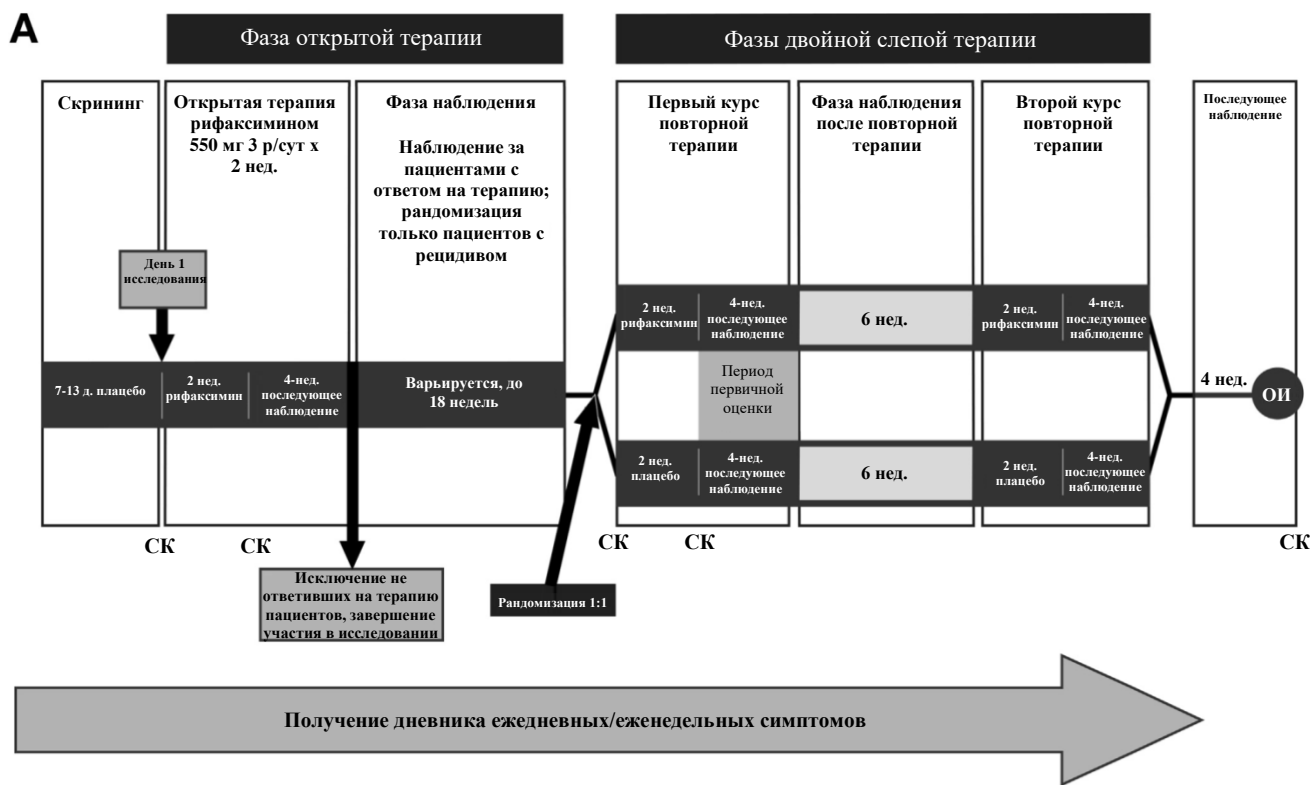 A
Фаза открытой терапии
Фазы двойной слепой терапии
Скрининг
Открытая терапия
рифаксимином
550 мг 3 р/сут х
2 нед.
Фаза наблюдения
Наблюдение за
пациентами с
ответом на терапию;
рандомизация
только пациентов с
рецидивом
Первый курс
повторной
терапии
Фаза наблюдения
после повторной
терапии
Второй курс
повторной
терапии
Последующее
наблюдение
День 1
исследования
7-13 д. плацебо
2 нед.
рифаксимин
4-нед.
последующее
наблюдение
Варьируется, до
18 недель
2 нед.
рифаксимин
4-нед.
последующее
наблюдение
6 нед.
2 нед.
рифаксимин
4-нед.
последующее
наблюдение
Период
первичной
оценки
4 нед.
ОИ
2 нед.
плацебо
4-нед.
последующее
наблюдение
6 нед.
2 нед.
плацебо
4-нед.
последующее
наблюдение
СК
СК
СК
СК
СК
Исключение не
ответивших на терапию
пациентов, завершение
участия в исследовании
Рандомизация 1:1
Получение дневника ежедневных/еженедельных симптомов